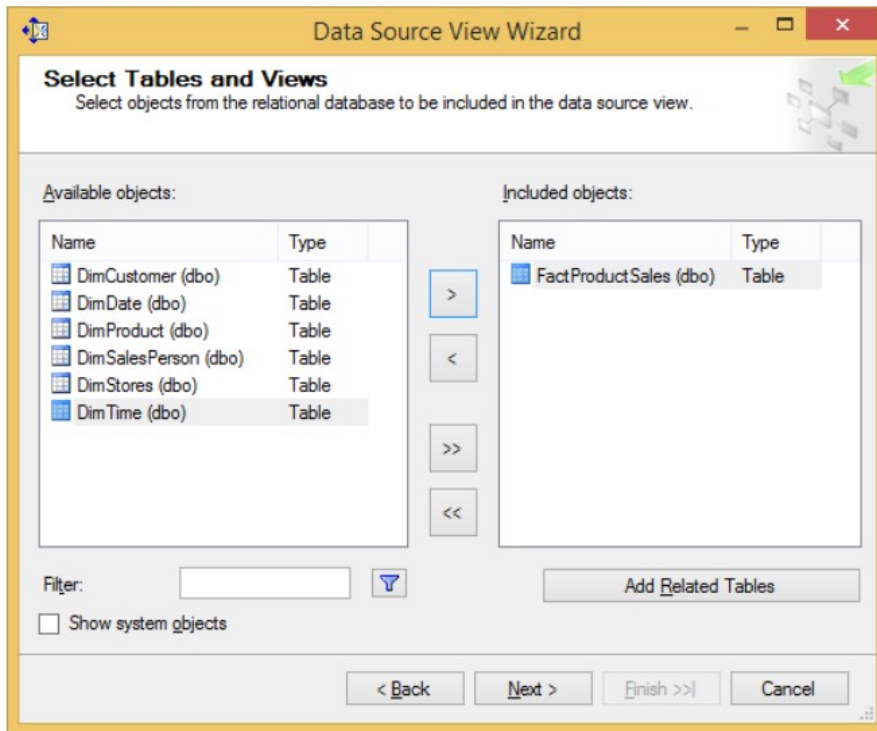 Data Source View Wizard
Select Tables and Views
Select objects from the relational database to be included in the data source view.
Available objects:
Name Type
DimCustomer (dbo) Table
DimDate (dbo) Table
DimProduct (dbo) Table
DimSalesPerson (dbo) Table
DimStores (dbo) Table
DimTime (dbo) Table
>
<
>>
<<
Included objects:
Name Type
FactProductSales (dbo) Table
Filter:
Add Related Tables
Show system objects
< Back Next > Finish >>| Cancel